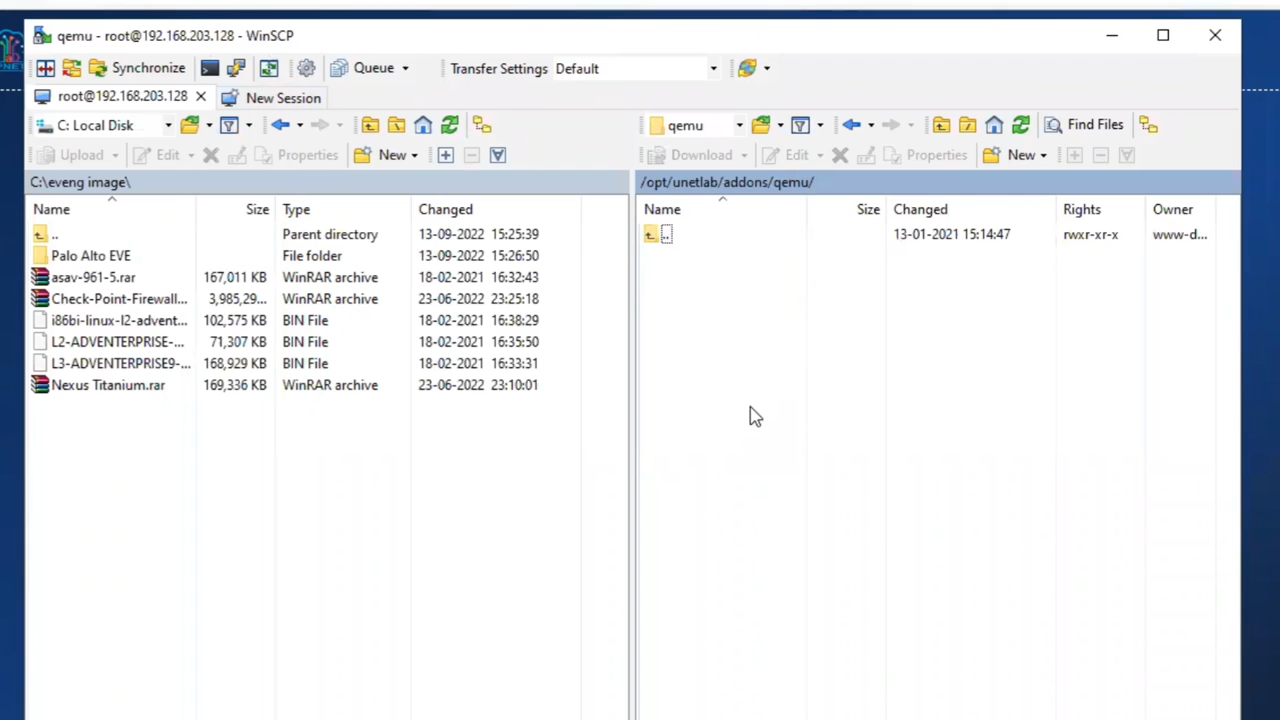 qemu - root@192.168.203.128 - WinSCP
Synchronize Queue Transfer Settings Default
root@192.168.203.128 New Session
C: Local Disk qemu Find Files
Upload Edit Properties New Download Edit Properties New
C:\eveng image\ /opt/unetlab/addons/qemu/
Name Size Type Changed Name Size Changed Rights Owner
.. Parent directory 13-09-2022 15:25:39 .. 13-01-2021 15:14:47 rwxr-xr-x www-d...
Palo Alto EVE File folder 13-09-2022 15:26:50
asav-961-5.rar 167,011 KB WinRAR archive 18-02-2021 16:32:43
Check-Point-Firewall... 3,985,29... WinRAR archive 23-06-2022 23:25:18
i86bi-linux-l2-advent... 102,575 KB BIN File 18-02-2021 16:38:29
L2-ADVENTERPRISE-... 71,307 KB BIN File 18-02-2021 16:35:50
L3-ADVENTERPRISE9-... 168,929 KB BIN File 18-02-2021 16:33:31
Nexus Titanium.rar 169,336 KB WinRAR archive 23-06-2022 23:10:01